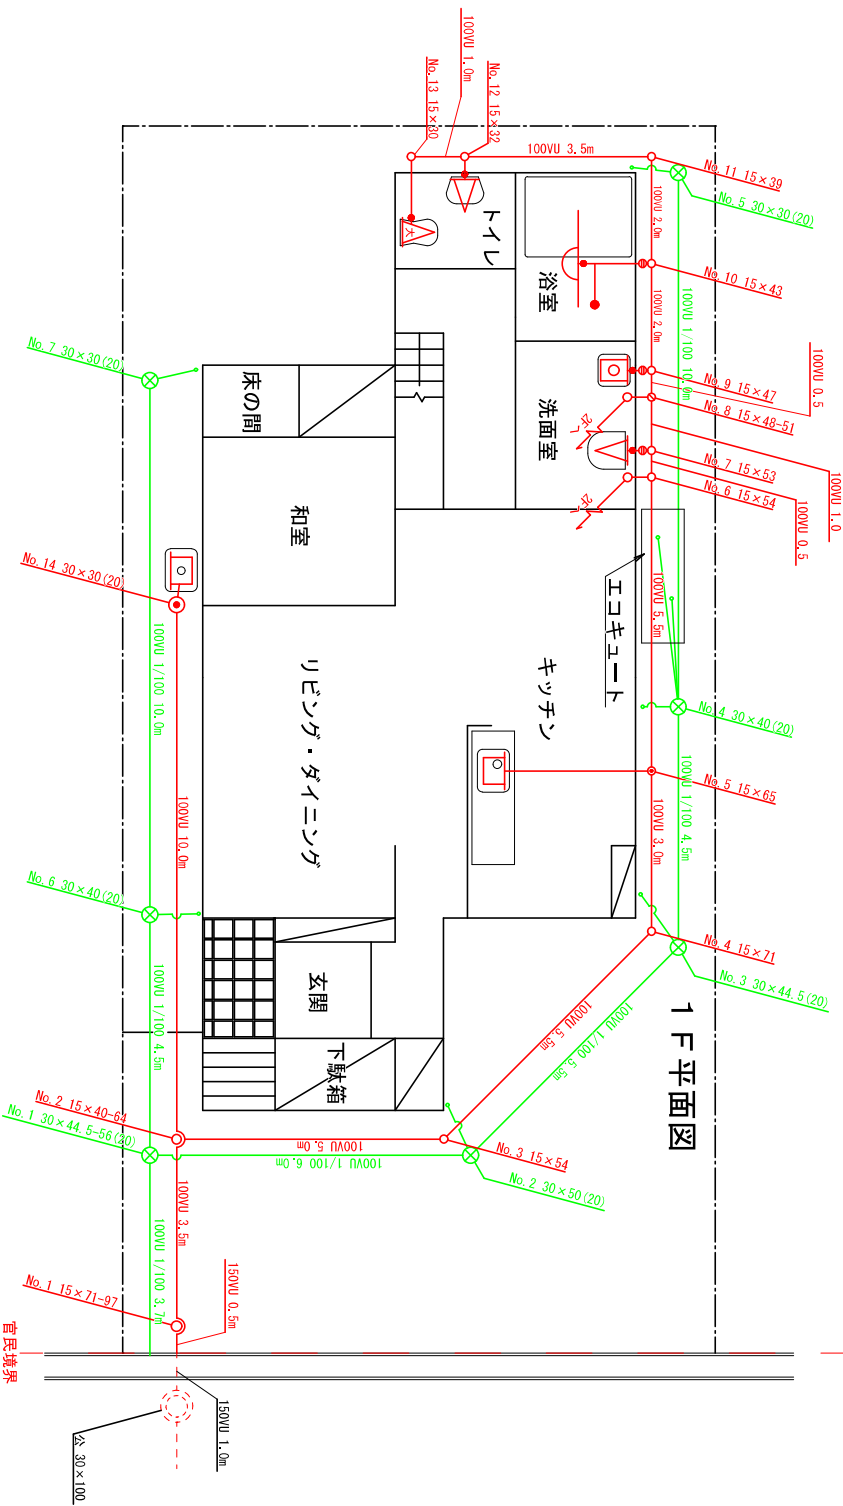 １Ｆ平面図
No.11 15×39
No.5 30×30(20)
No.10 15×43
100VU 0.5
No.9 15×47
No.8 15×48-51
100VU 1.0
No.7 15×53
No.6 15×54
100VU 0.5
No.4 30×40(20)
No.5 15×65
No.4 15×71
No.3 30×44.5(20)
100VU 1/100 10.0m
100VU 1/100 4.5m
100VU 2.0m
100VU 2.0m
100VU 5.5m
100VU 3.0m
エコキュート
100VU 3.5m
No.12 15×32
100VU 1.0m
No.13 15×30
大
トイレ
浴室
洗面室
2Fへ
2Fへ
キッチン
床の間
和室
リビング・ダイニング
玄関
下駄箱
100VU 5.5m
100VU 1/100 5.5m
No.3 15×54
No.2 30×50(20)
100VU 5.0m
100VU 1/100 6.0m
No.7 30×30(20)
No.14 30×30(20)
100VU 1/100 10.0m
100VU 10.0m
No.6 30×40(20)
100VU 1/100 4.5m
No.2 15×40-64
No.1 30×44.5-56(20)
100VU 3.5m
100VU 1/100 3.7m
No.1 15×71-97
150VU 0.5m
官民境界
150VU 1.0m
公 30×100